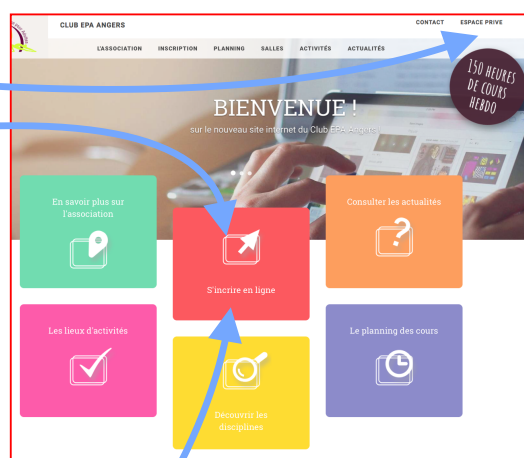 CLUB EPA ANGERS
CONTACT
ESPACE PRIVE
L'ASSOCIATION
INSCRIPTION
PLANNING
SALLES
ACTIVITÉS
ACTUALITÉS
150 HEURES
DE COURS
HEBDO
BIENVENUE !
sur le nouveau site internet du Club EPA Angers
En savoir plus sur
l'association
S'incrire en ligne
Consulter les actualités
Les lieux d'activités
Découvrir les
disciplines
Le planning des cours